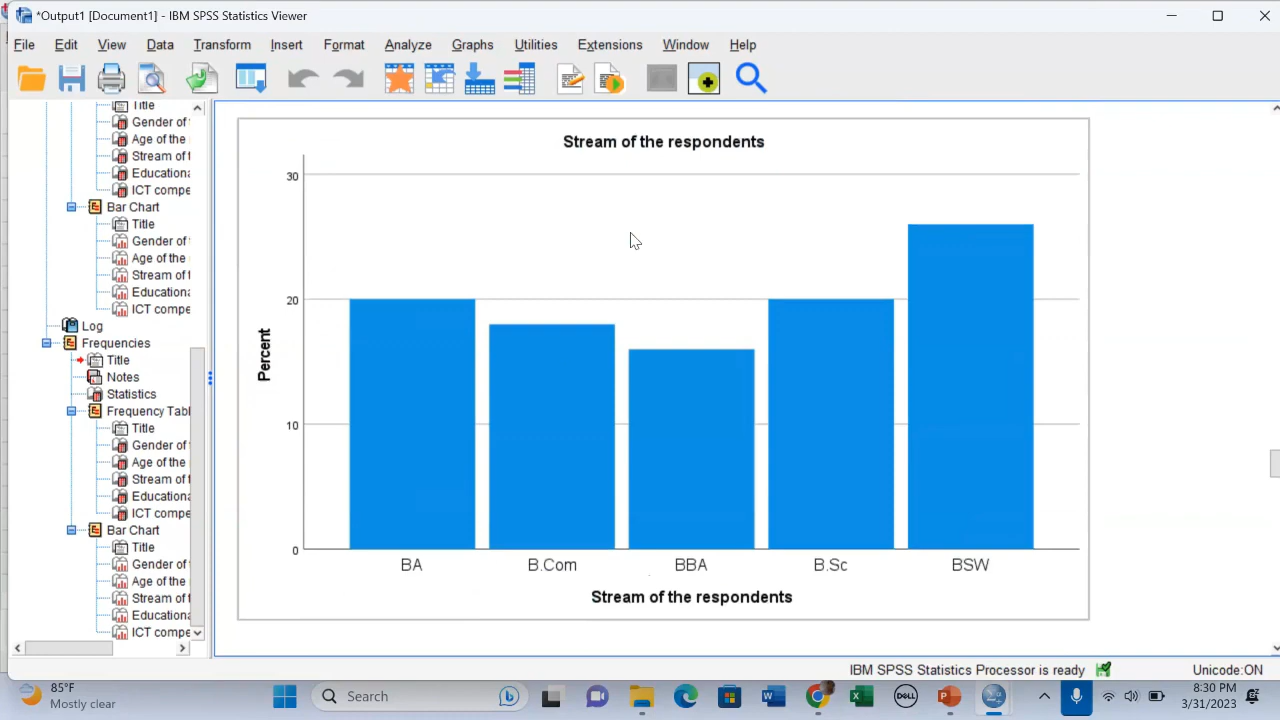 *Output1 [Document1] - IBM SPSS Statistics Viewer
File Edit View Data Transform Insert Format Analyze Graphs Utilities Extensions Window Help
Title
Gender of
Age of the
Stream of
Educationa
ICT compe
Bar Chart
Title
Gender of
Age of the
Stream of
Educationa
ICT compe
Log
Frequencies
Title
Notes
Statistics
Frequency Tabl
Title
Gender of
Age of the
Stream of
Educationa
ICT compe
Bar Chart
Title
Gender of
Age of the
Stream of
Educationa
ICT compe
Stream of the respondents
Percent
30
20
10
0
BA B.Com BBA B.Sc BSW
Stream of the respondents
IBM SPSS Statistics Processor is ready Unicode:ON
85°F
Mostly clear
Search
DELL
8:30 PM
3/31/2023